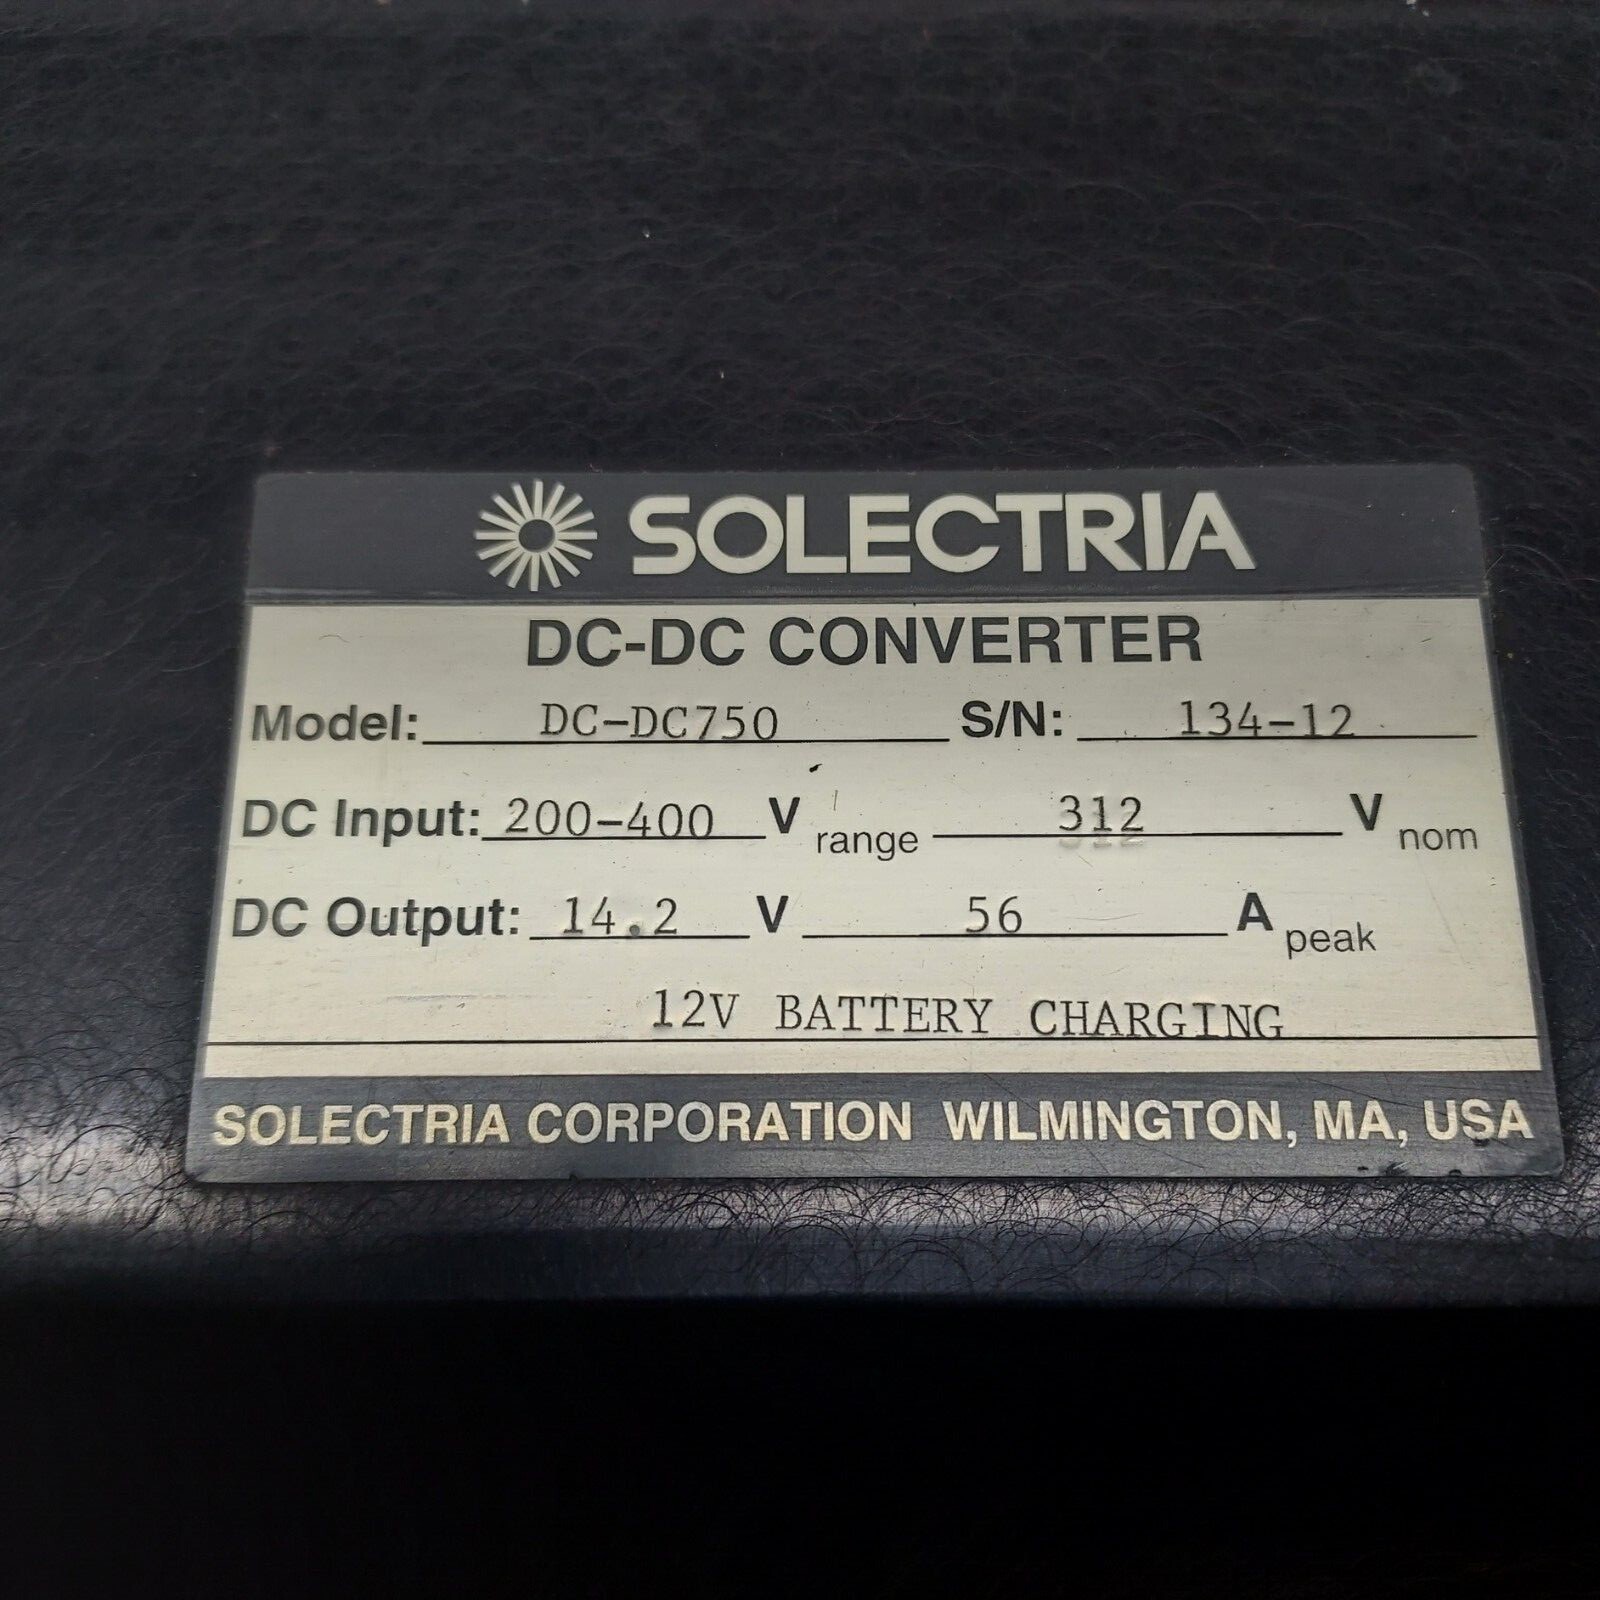 SOLECTRIA
DC-DC CONVERTER
Model: DC-DC750 S/N: 134-12
DC Input: 200-400 V range 312 V nom
DC Output: 14.2 V 56 A peak
12V BATTERY CHARGING
SOLECTRIA CORPORATION WILMINGTON, MA, USA